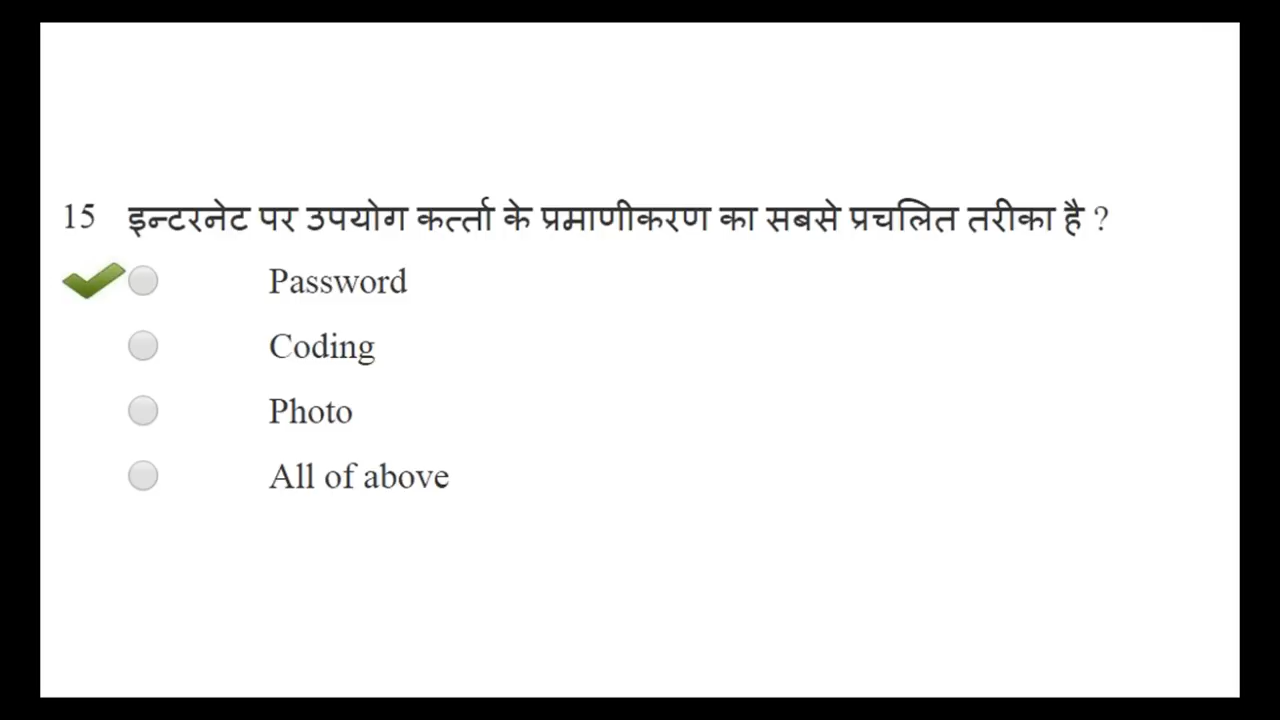 15 इन्टरनेट पर उपयोग कर्त्ता के प्रमाणीकरण का सबसे प्रचलित तरीका है ?
Password
Coding
Photo
All of above